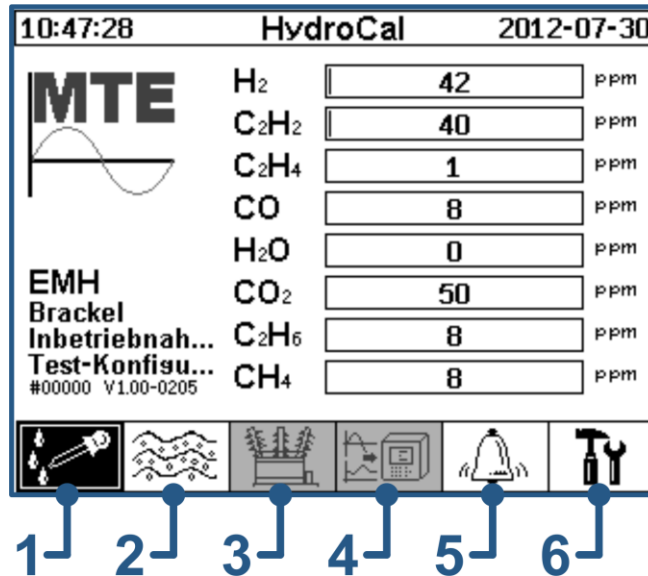 10:47:28 HydroCal 2012-07-30
MTE
H₂ 42 ppm
C₂H₂ 40 ppm
C₂H₄ 1 ppm
CO 8 ppm
H₂O 0 ppm
CO₂ 50 ppm
C₂H₆ 8 ppm
CH₄ 8 ppm
EMH
Brackel
Inbetriebnah...
Test-Konfigu...
#00000 V1.00-0205
1 2 3 4 5 6